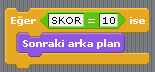 Eğer SKOR = 10 ise
Sonraki arka plan